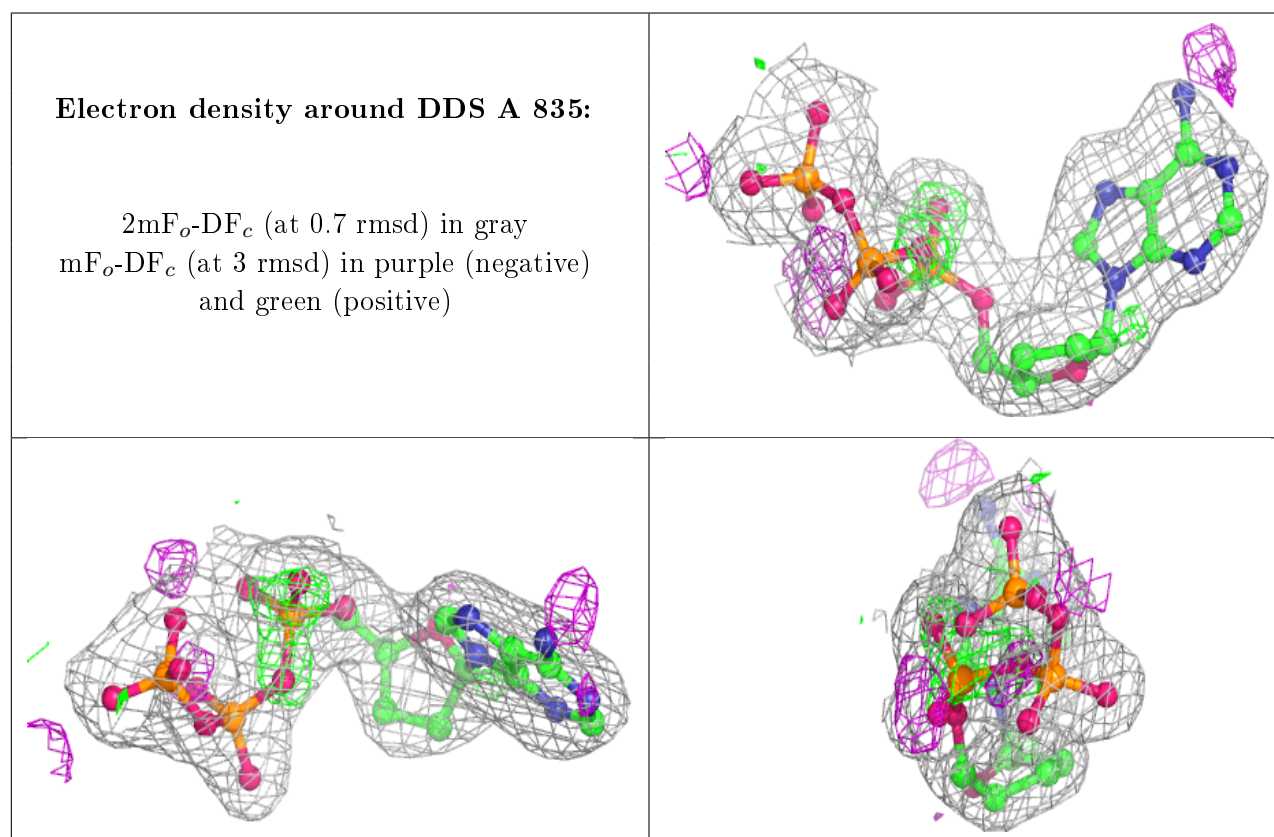 Electron density around DDS A 835:
2mFo-DFc (at 0.7 rmsd) in gray
mFo-DFc (at 3 rmsd) in purple (negative)
and green (positive)